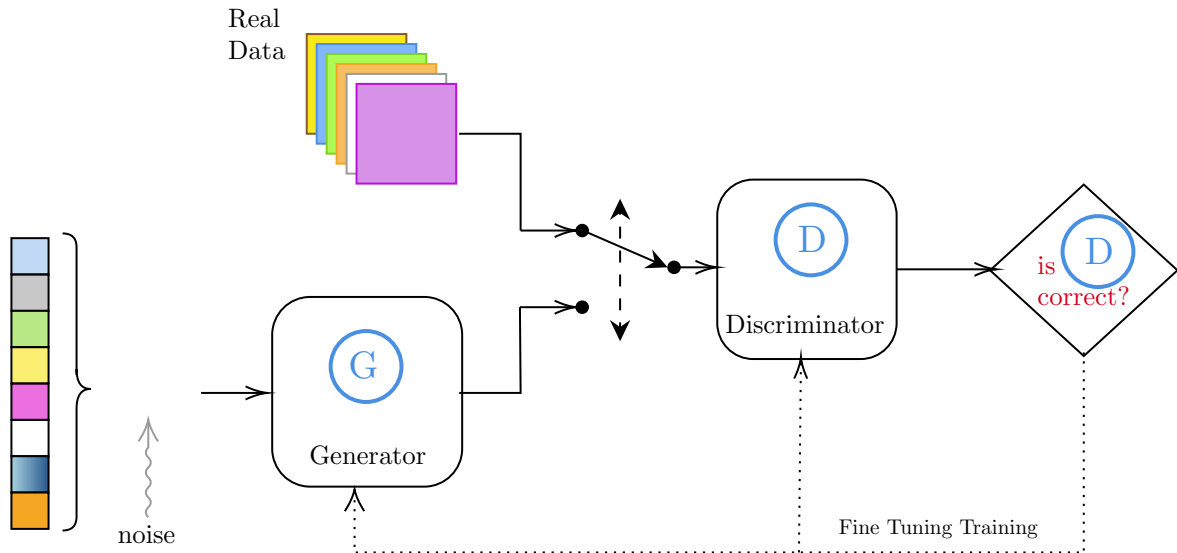 Real
Data
D
Discriminator
is
D
correct?
G
Generator
noise
Fine Tuning Training